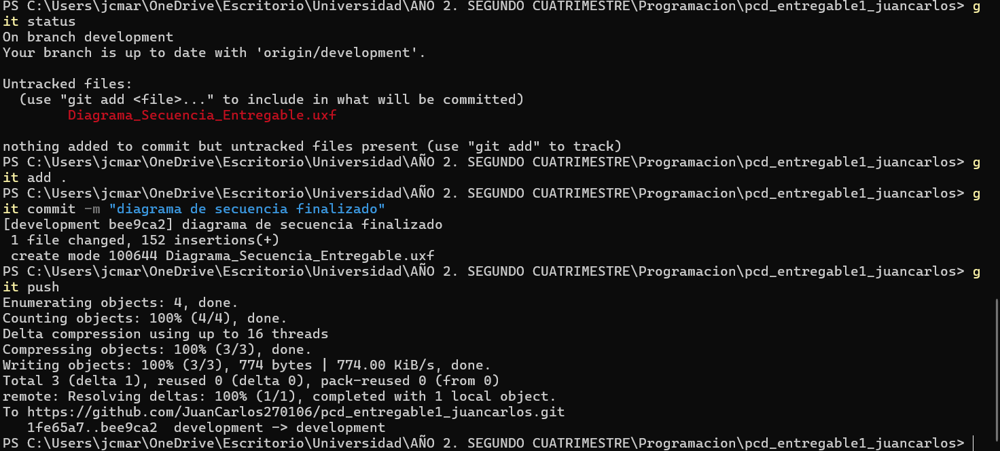 PS C:\Users\jcmar\OneDrive\Escritorio\Universidad\AÑO 2. SEGUNDO CUATRIMESTRE\Programacion\pcd_entregable1_juancarlos> g
it status
On branch development
Your branch is up to date with 'origin/development'.
Untracked files:
  (use "git add <file>..." to include in what will be committed)
        Diagrama_Secuencia_Entregable.uxf
nothing added to commit but untracked files present (use "git add" to track)
PS C:\Users\jcmar\OneDrive\Escritorio\Universidad\AÑO 2. SEGUNDO CUATRIMESTRE\Programacion\pcd_entregable1_juancarlos> g
it add .
PS C:\Users\jcmar\OneDrive\Escritorio\Universidad\AÑO 2. SEGUNDO CUATRIMESTRE\Programacion\pcd_entregable1_juancarlos> g
it commit -m "diagrama de secuencia finalizado"
[development bee9ca2] diagrama de secuencia finalizado
 1 file changed, 152 insertions(+)
 create mode 100644 Diagrama_Secuencia_Entregable.uxf
PS C:\Users\jcmar\OneDrive\Escritorio\Universidad\AÑO 2. SEGUNDO CUATRIMESTRE\Programacion\pcd_entregable1_juancarlos> g
it push
Enumerating objects: 4, done.
Counting objects: 100% (4/4), done.
Delta compression using up to 16 threads
Compressing objects: 100% (3/3), done.
Writing objects: 100% (3/3), 774 bytes | 774.00 KiB/s, done.
Total 3 (delta 1), reused 0 (delta 0), pack-reused 0 (from 0)
remote: Resolving deltas: 100% (1/1), completed with 1 local object.
To https://github.com/JuanCarlos270106/pcd_entregable1_juancarlos.git
   1fe65a7..bee9ca2  development -> development
PS C:\Users\jcmar\OneDrive\Escritorio\Universidad\AÑO 2. SEGUNDO CUATRIMESTRE\Programacion\pcd_entregable1_juancarlos>